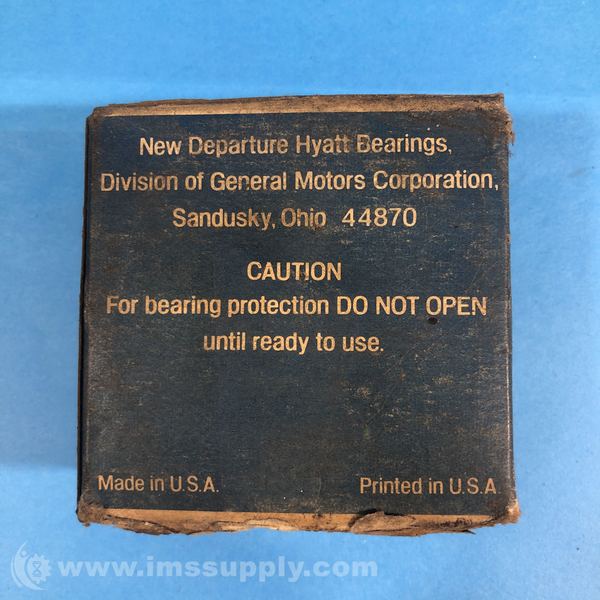 New Departure Hyatt Bearings,
Division of General Motors Corporation,
Sandusky, Ohio 44870
CAUTION
For bearing protection DO NOT OPEN
until ready to use.
Made in U.S.A.
Printed in U.S.A
www.imssupply.com